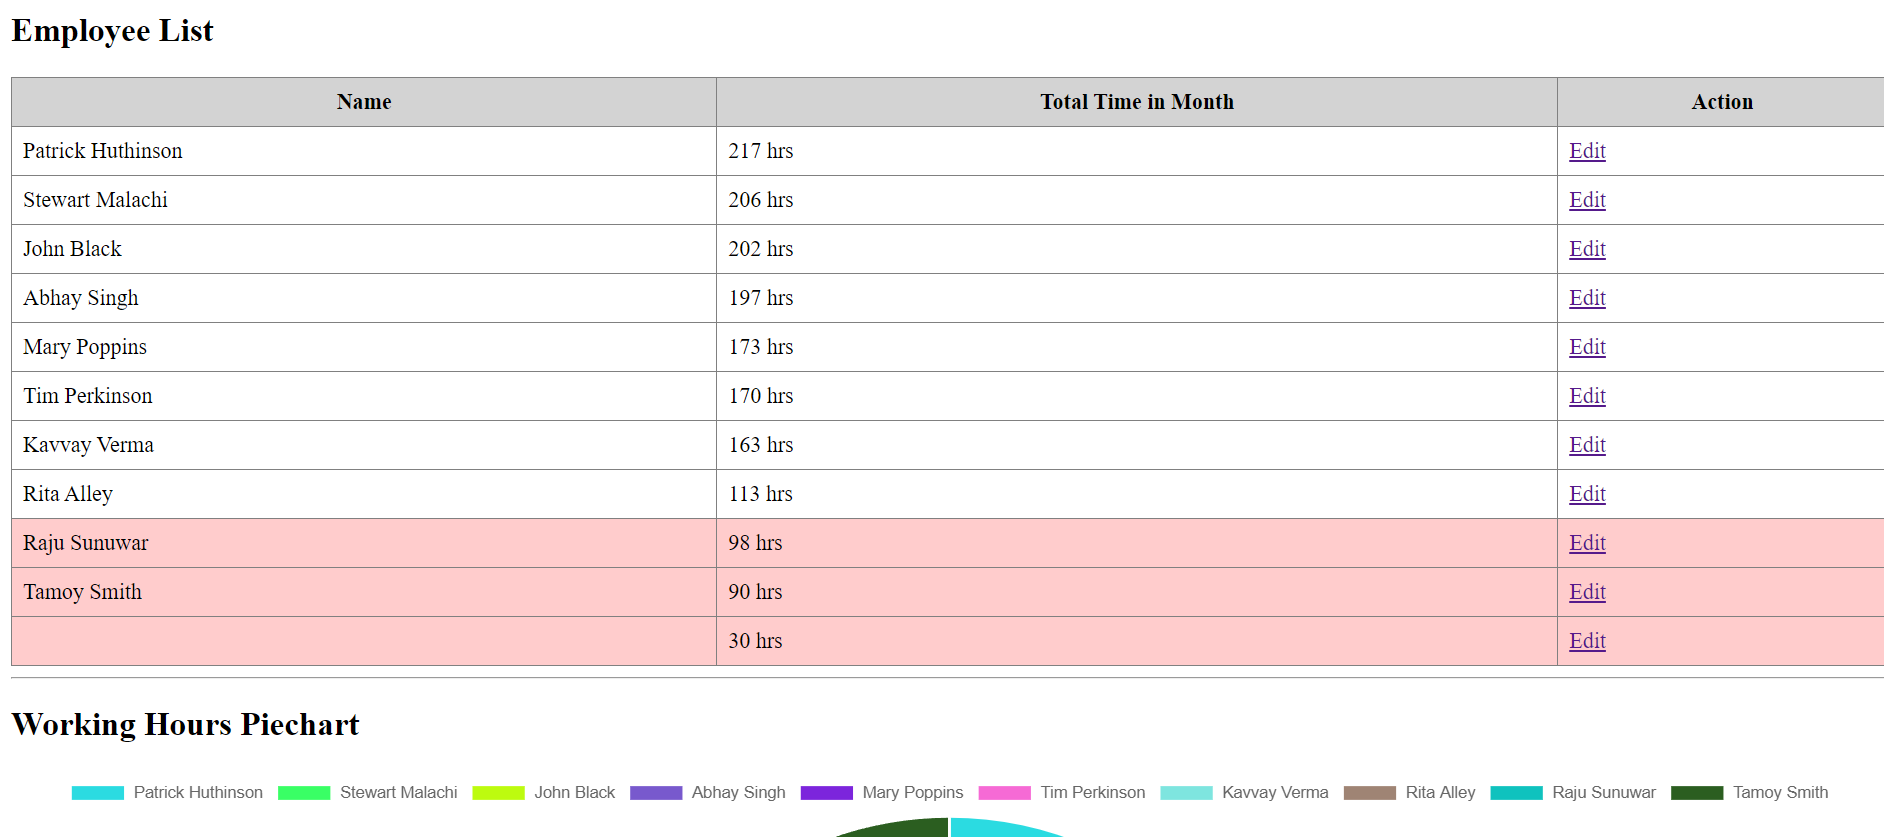 Employee List
Name Total Time in Month Action
Patrick Huthinson 217 hrs Edit
Stewart Malachi 206 hrs Edit
John Black 202 hrs Edit
Abhay Singh 197 hrs Edit
Mary Poppins 173 hrs Edit
Tim Perkinson 170 hrs Edit
Kavvay Verma 163 hrs Edit
Rita Alley 113 hrs Edit
Raju Sunuwar 98 hrs Edit
Tamoy Smith 90 hrs Edit
30 hrs Edit
Working Hours Piechart
Patrick Huthinson Stewart Malachi John Black Abhay Singh Mary Poppins Tim Perkinson Kavvay Verma Rita Alley Raju Sunuwar Tamoy Smith